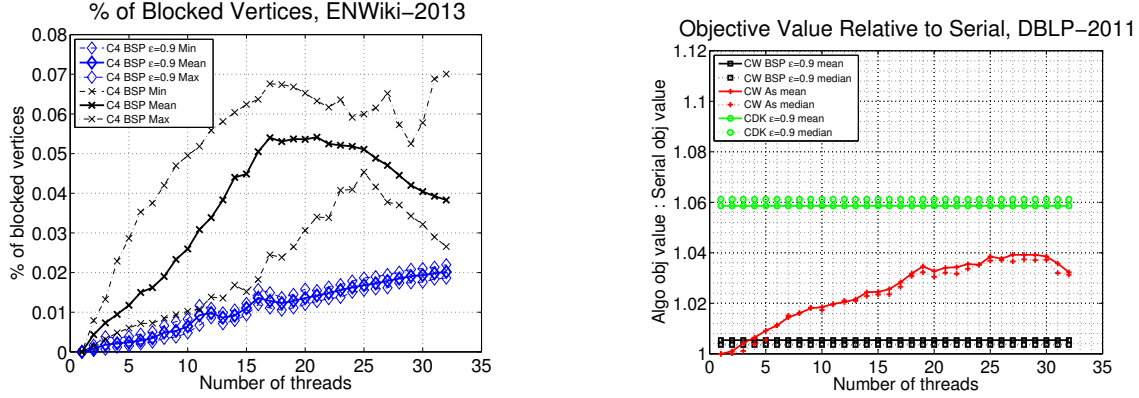 % of Blocked Vertices, ENWiki−2013
0.08
0.07
0.06
0.05
0.04
0.03
0.02
0.01
0
% of blocked vertices
C4 BSP ε=0.9 Min
C4 BSP ε=0.9 Mean
C4 BSP ε=0.9 Max
C4 BSP Min
C4 BSP Mean
C4 BSP Max
0 5 10 15 20 25 30 35
Number of threads
Objective Value Relative to Serial, DBLP−2011
1.12
1.1
1.08
1.06
1.04
1.02
1
Algo obj value : Serial obj value
CW BSP ε=0.9 mean
CW BSP ε=0.9 median
CW As mean
CW As median
CDK ε=0.9 mean
CDK ε=0.9 median
0 5 10 15 20 25 30 35
Number of threads